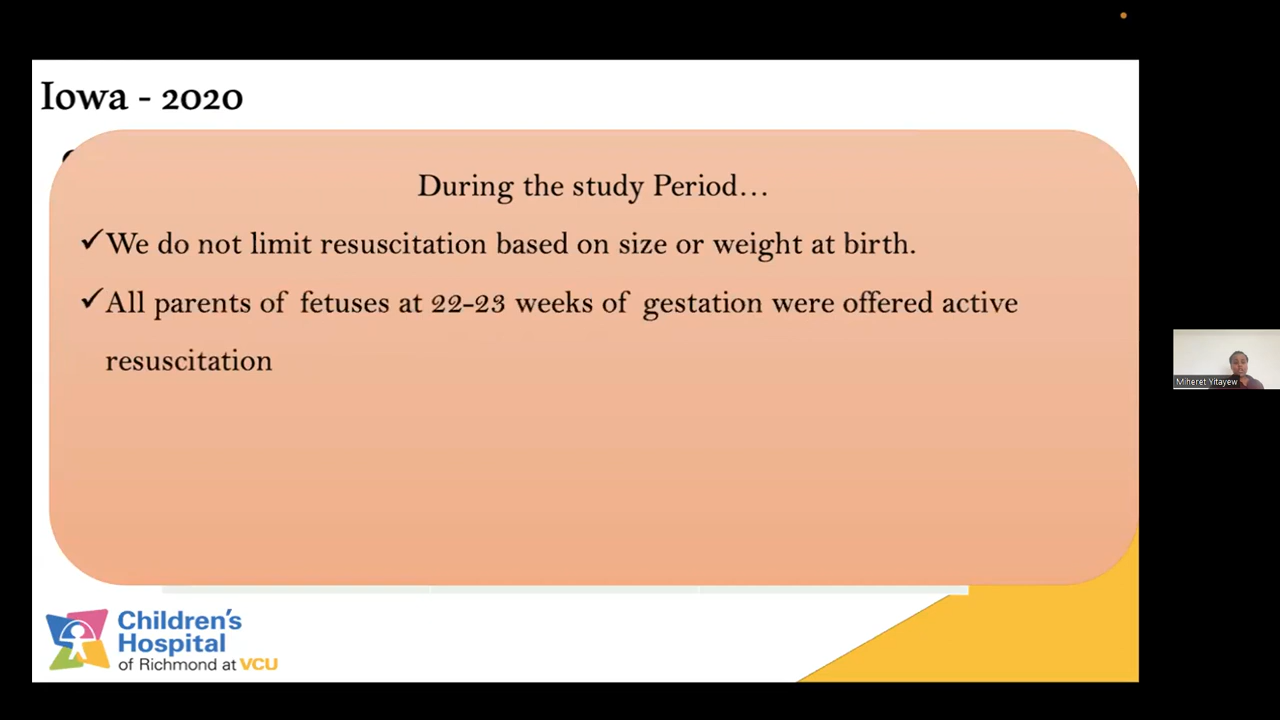 Iowa - 2020
During the study Period…
✓We do not limit resuscitation based on size or weight at birth.
✓All parents of fetuses at 22-23 weeks of gestation were offered active
resuscitation
Miheret Yitayew
Children's
Hospital
of Richmond at VCU